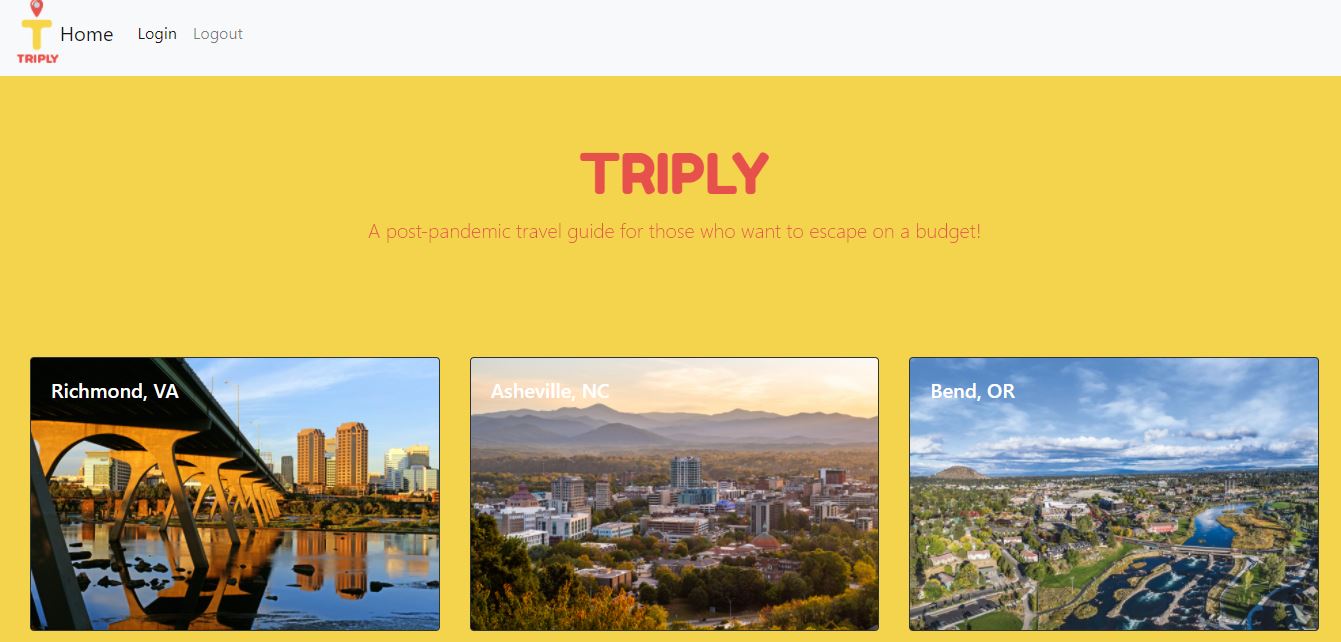 TRIPLY
Home Login Logout
TRIPLY
A post-pandemic travel guide for those who want to escape on a budget!
Richmond, VA
Asheville, NC
Bend, OR